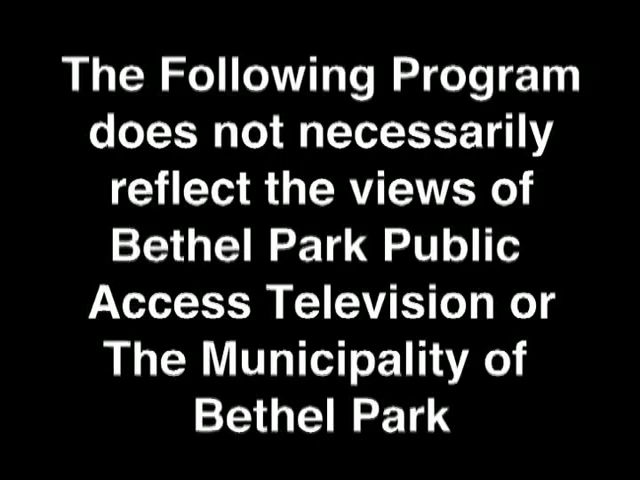 The Following Program
does not necessarily
reflect the views of
Bethel Park Public
Access Television or
The Municipality of
Bethel Park